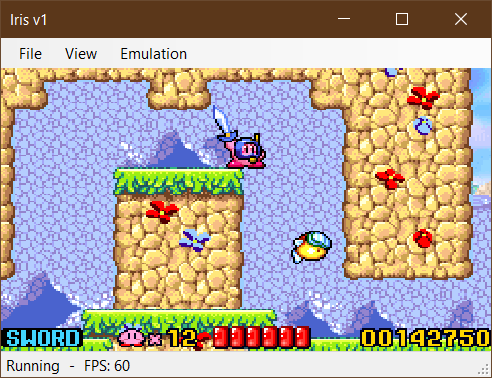 Iris v1
File View Emulation
SWORD × 12 00142750
Running - FPS: 60